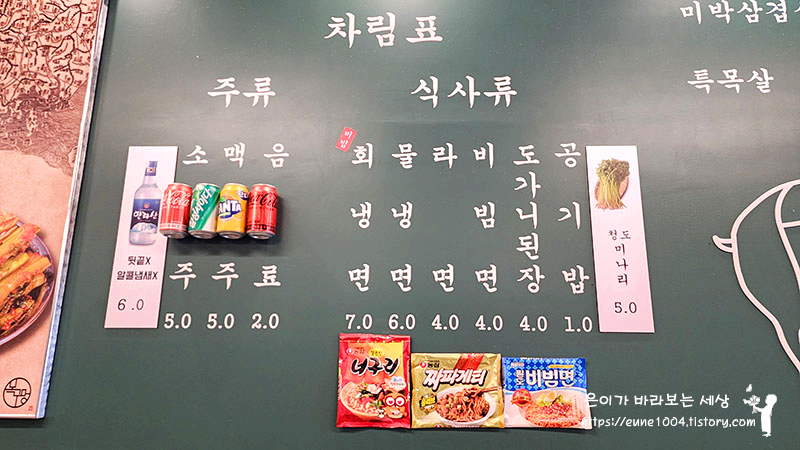 차림표
미박삼겹
특목살
주류
식사류
소주 5.0
맥주 5.0
음료 2.0
뒷끝X
알콜냄새X
6.0
비빔
회냉면 7.0
물냉면 6.0
라면 4.0
비빔면 4.0
도가니된장 4.0
공기밥 1.0
청도
미나리
5.0
너구리
짜파게티
팔도
비빔면
은이가 바라보는 세상
https://eune1004.tistory.com